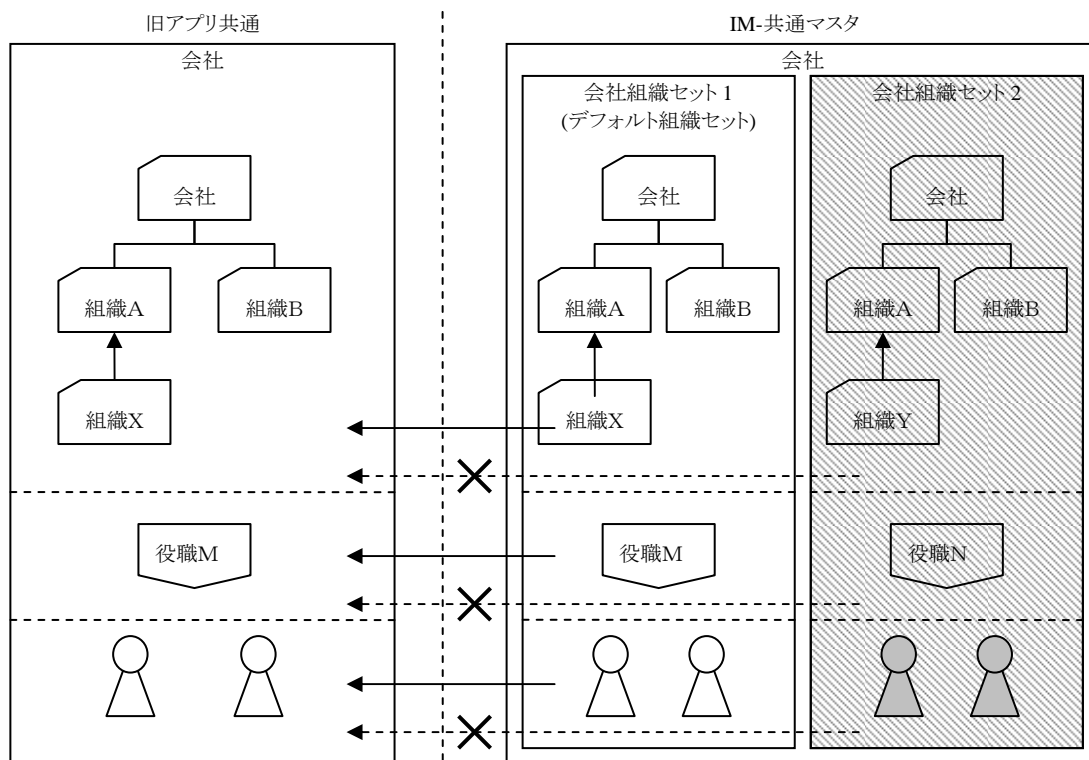 旧アプリ共通
IM-共通マスタ
会社
会社
会社組織セット1
(デフォルト組織セット)
会社組織セット2
会社
会社
会社
組織A
組織B
組織A
組織B
組織A
組織B
組織X
組織X
組織Y
役職M
役職M
役職N